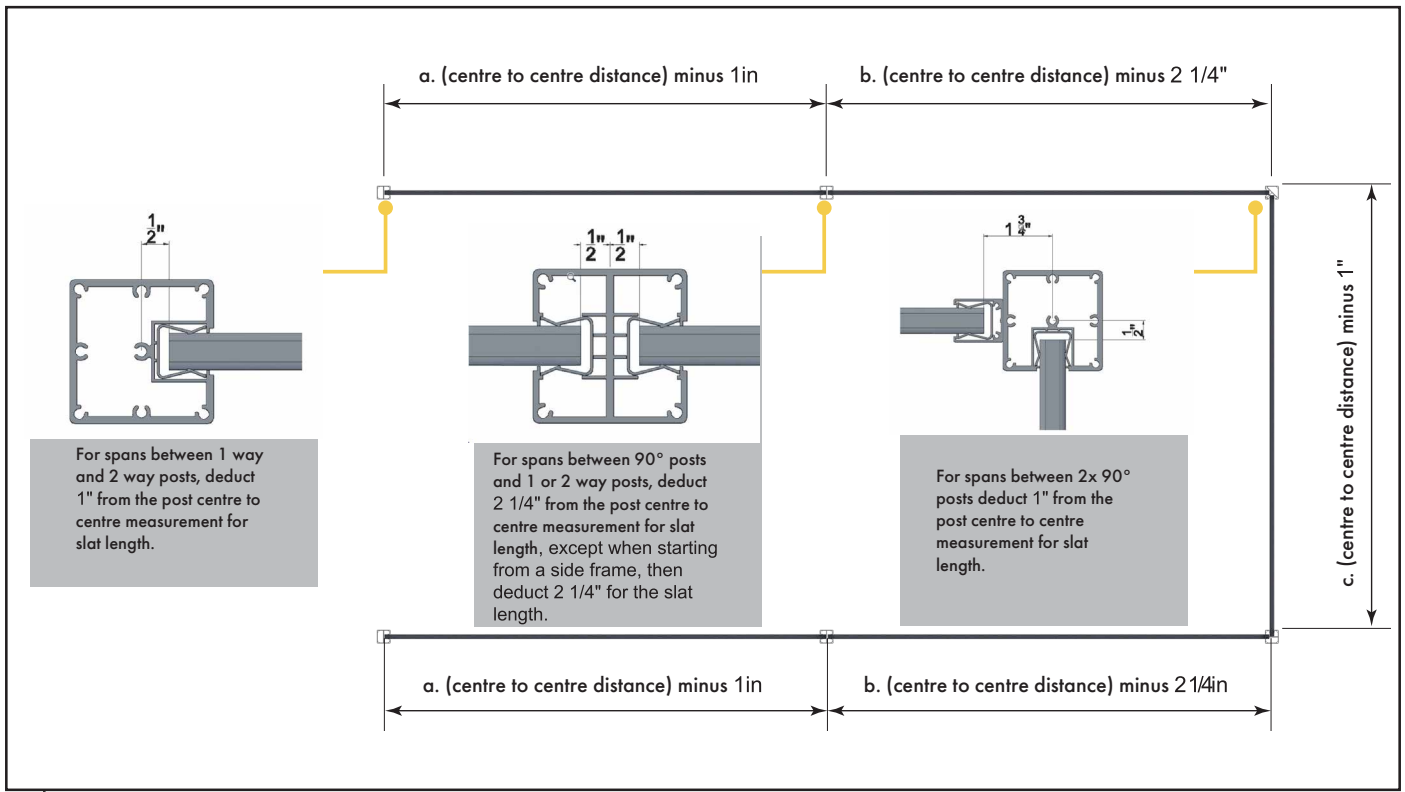 a. (centre to centre distance) minus 1in
b. (centre to centre distance) minus 2 1/4"
1/2"
1/2" 1/2"
1 3/4"
1/2"
c. (centre to centre distance) minus 1"
For spans between 1 way
and 2 way posts, deduct
1" from the post centre to
centre measurement for
slat length.
For spans between 90° posts
and 1 or 2 way posts, deduct
2 1/4" from the post centre to
centre measurement for slat
length, except when starting
from a side frame, then
deduct 2 1/4" for the slat
length.
For spans between 2x 90°
posts deduct 1" from the
post centre to centre
measurement for slat
length.
a. (centre to centre distance) minus 1in
b. (centre to centre distance) minus 2 1/4in